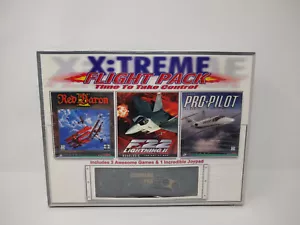 X:TREME
FLIGHT PACK
Time To Take Control
Red Baron
F22
LIGHTNING II
PRO-PILOT
Includes 3 Awesome Games & 1 Incredible Joypad